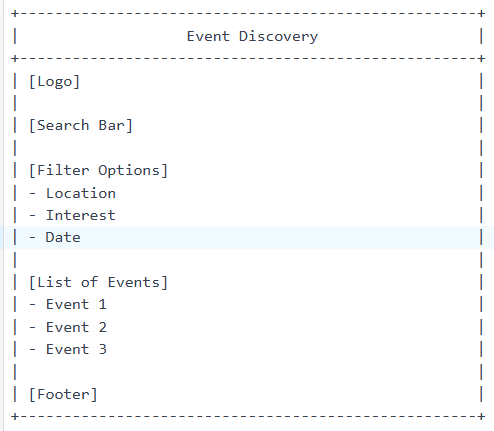 +----------------------------------------------------+
|                   Event Discovery                  |
+----------------------------------------------------+
| [Logo]                                             |
|                                                    |
| [Search Bar]                                       |
|                                                    |
| [Filter Options]                                   |
| - Location                                         |
| - Interest                                         |
| - Date                                             |
|                                                    |
| [List of Events]                                   |
| - Event 1                                          |
| - Event 2                                          |
| - Event 3                                          |
|                                                    |
| [Footer]                                           |
+----------------------------------------------------+